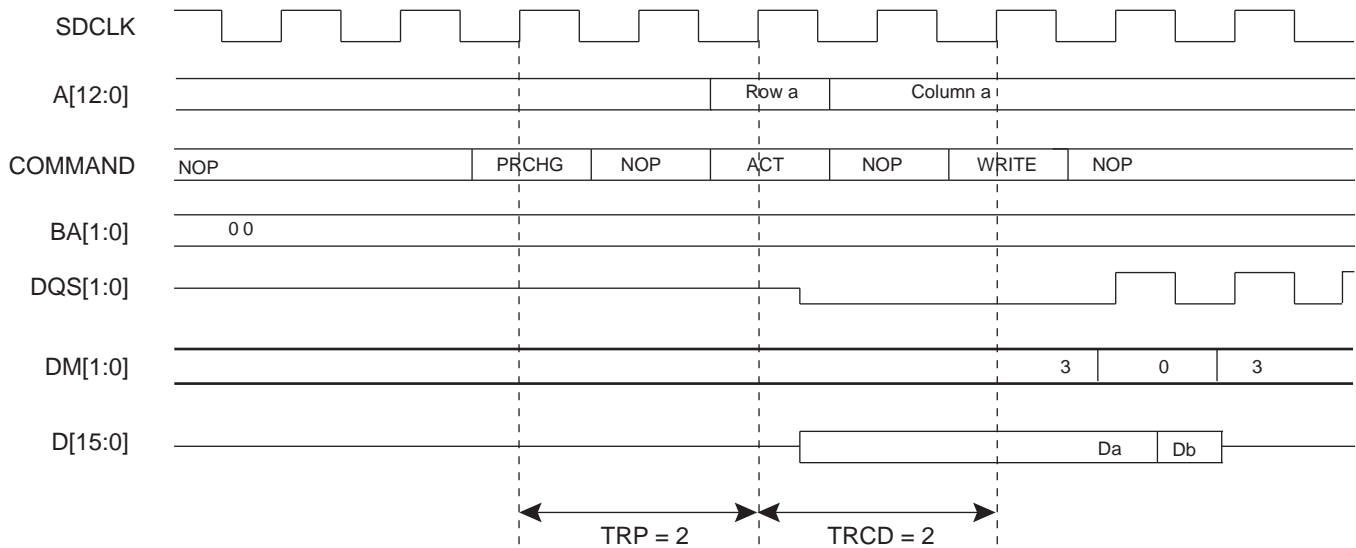 SDCLK
A[12:0] Row a Column a
COMMAND NOP PRCHG NOP ACT NOP WRITE NOP
BA[1:0] 0 0
DQS[1:0]
DM[1:0] 3 0 3
D[15:0] Da Db
TRP = 2 TRCD = 2